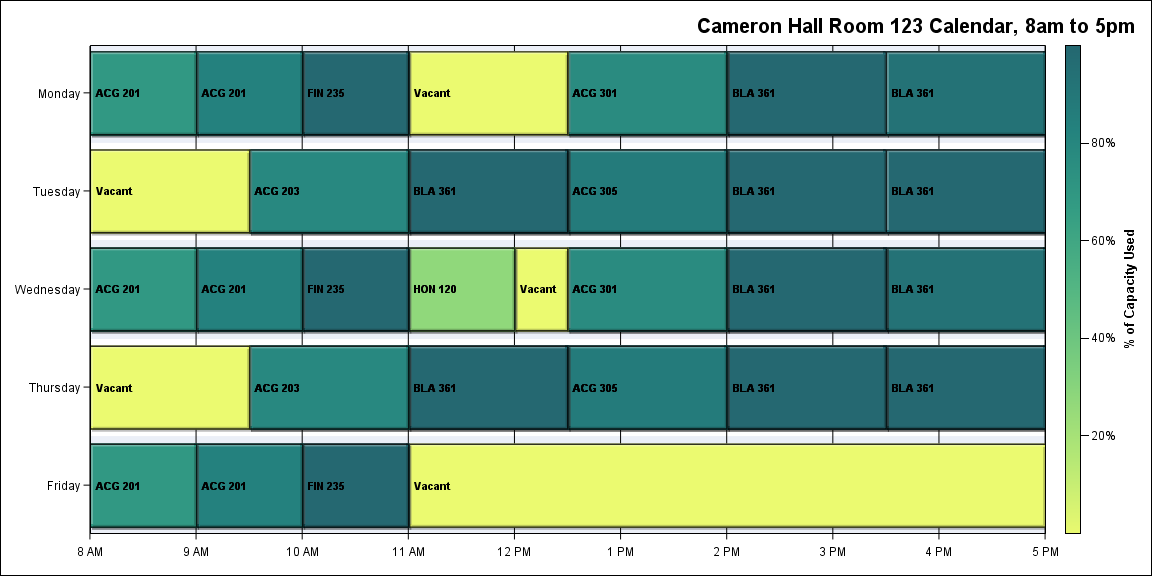 Cameron Hall Room 123 Calendar, 8am to 5pm
Monday
ACG 201
ACG 201
FIN 235
Vacant
ACG 301
BLA 361
BLA 361
Tuesday
Vacant
ACG 203
BLA 361
ACG 305
BLA 361
BLA 361
Wednesday
ACG 201
ACG 201
FIN 235
HON 120
Vacant
ACG 301
BLA 361
BLA 361
Thursday
Vacant
ACG 203
BLA 361
ACG 305
BLA 361
BLA 361
Friday
ACG 201
ACG 201
FIN 235
Vacant
8 AM
9 AM
10 AM
11 AM
12 PM
1 PM
2 PM
3 PM
4 PM
5 PM
80%
60%
40%
20%
% of Capacity Used